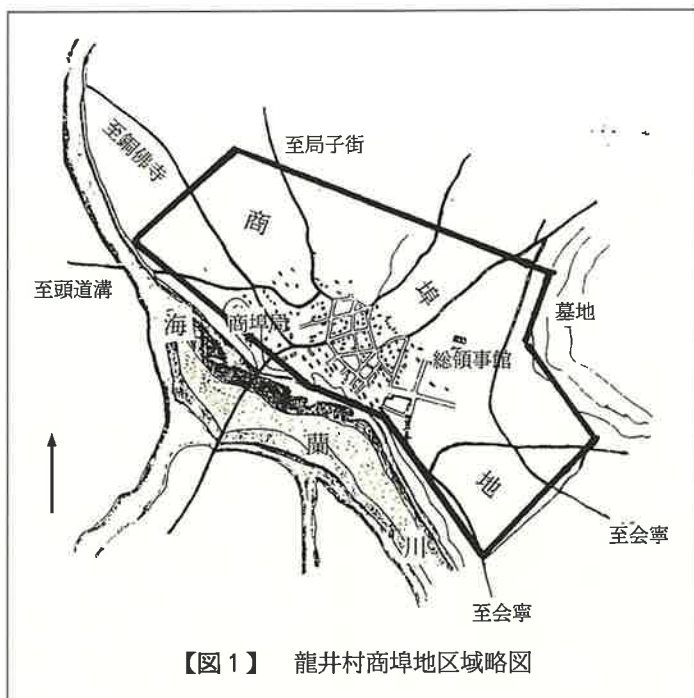 至局子街
至銅佛寺
商
埠
地
至頭道溝
墓地
海
商埠局
総領事館
蘭
川
至会寧
至会寧
【図1】 龍井村商埠地区域略図